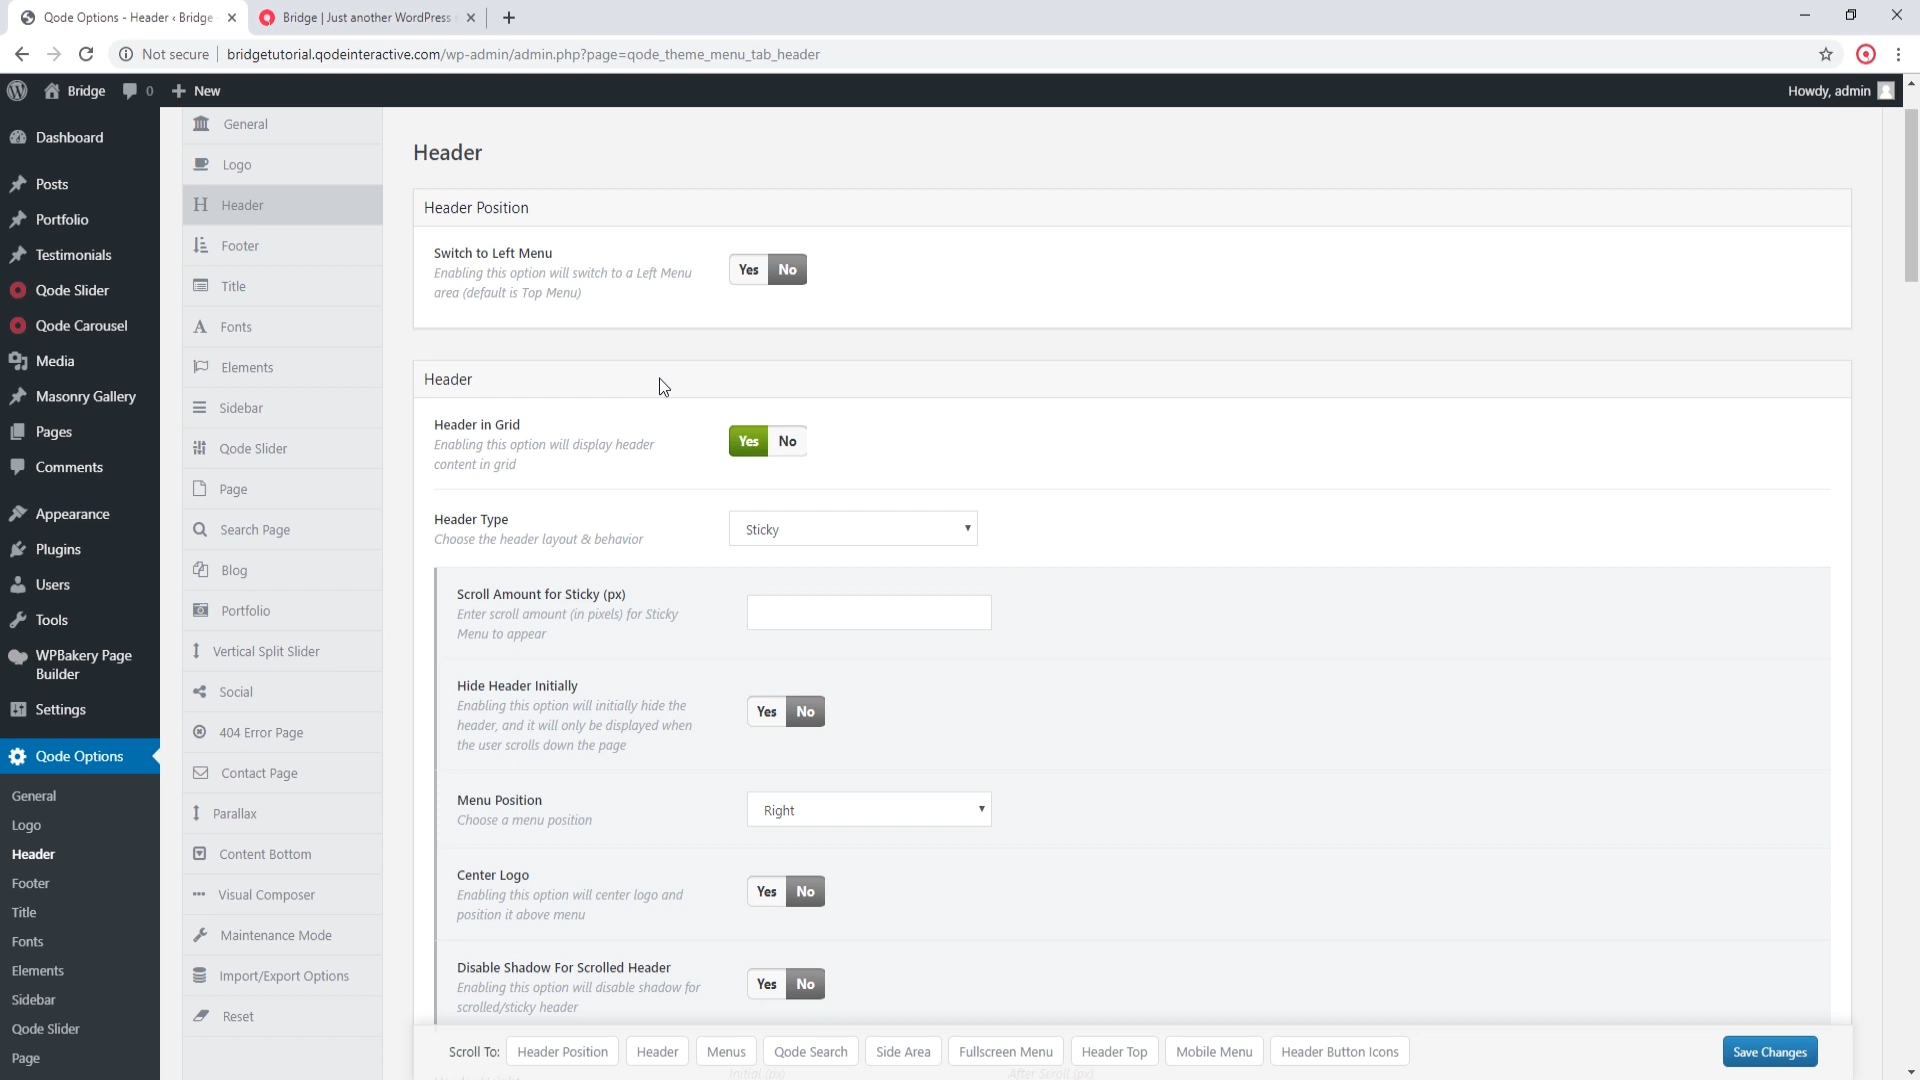 Qode Options - Header ‹ Bridge
Bridge | Just another WordPress
Not secure
bridgetutorial.qodeinteractive.com/wp-admin/admin.php?page=qode_theme_menu_tab_header
Bridge
0
New
Howdy, admin
Dashboard
Posts
Portfolio
Testimonials
Qode Slider
Qode Carousel
Media
Masonry Gallery
Pages
Comments
Appearance
Plugins
Users
Tools
WPBakery Page
Builder
Settings
Qode Options
General
Logo
Header
Footer
Title
Fonts
Elements
Sidebar
Qode Slider
Page
General
Logo
Header
Footer
Title
Fonts
Elements
Sidebar
Qode Slider
Page
Search Page
Blog
Portfolio
Vertical Split Slider
Social
404 Error Page
Contact Page
Parallax
Content Bottom
Visual Composer
Maintenance Mode
Import/Export Options
Reset
Header
Header Position
Switch to Left Menu
Enabling this option will switch to a Left Menu
area (default is Top Menu)
Yes No
Header
Header in Grid
Enabling this option will display header
content in grid
Yes No
Header Type
Choose the header layout & behavior
Sticky
Scroll Amount for Sticky (px)
Enter scroll amount (in pixels) for Sticky
Menu to appear
Hide Header Initially
Enabling this option will initially hide the
header, and it will only be displayed when
the user scrolls down the page
Yes No
Menu Position
Choose a menu position
Right
Center Logo
Enabling this option will center logo and
position it above menu
Yes No
Disable Shadow For Scrolled Header
Enabling this option will disable shadow for
scrolled/sticky header
Yes No
Scroll To: Header Position Header Menus Qode Search Side Area Fullscreen Menu Header Top Mobile Menu Header Button Icons
Save Changes
Initial (px) After Scroll (px)